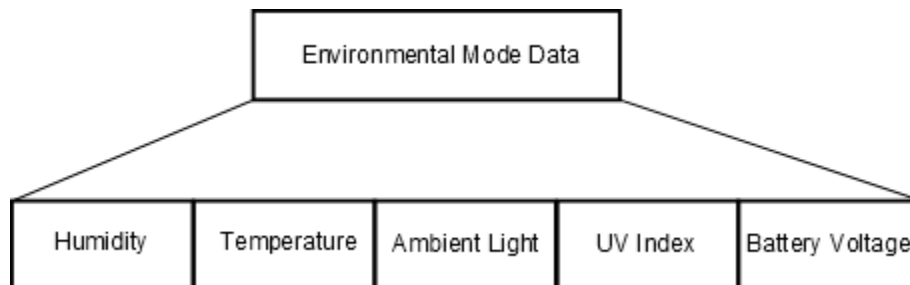 Environmental Mode Data
Humidity
Temperature
Ambient Light
UV Index
Battery Voltage